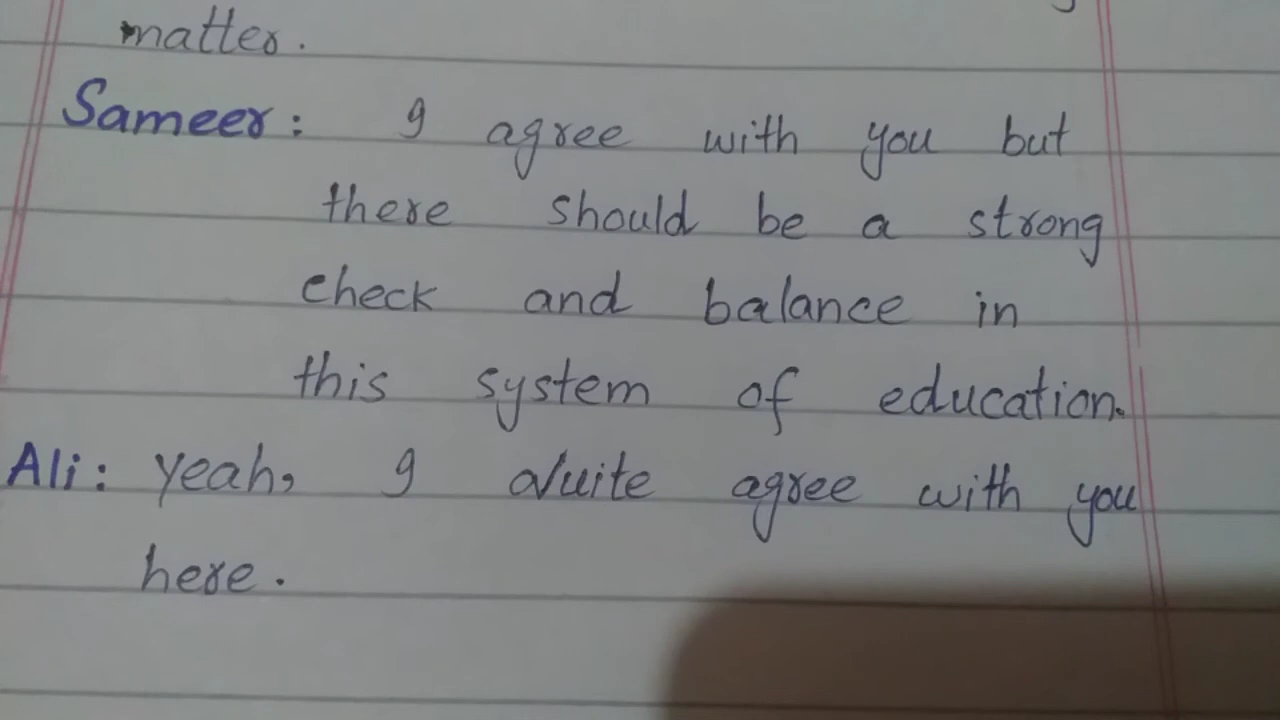 matter.
Sameer: I agree with you but
there should be a strong
check and balance in
this system of education.
Ali: yeah, I quite agree with you
here.